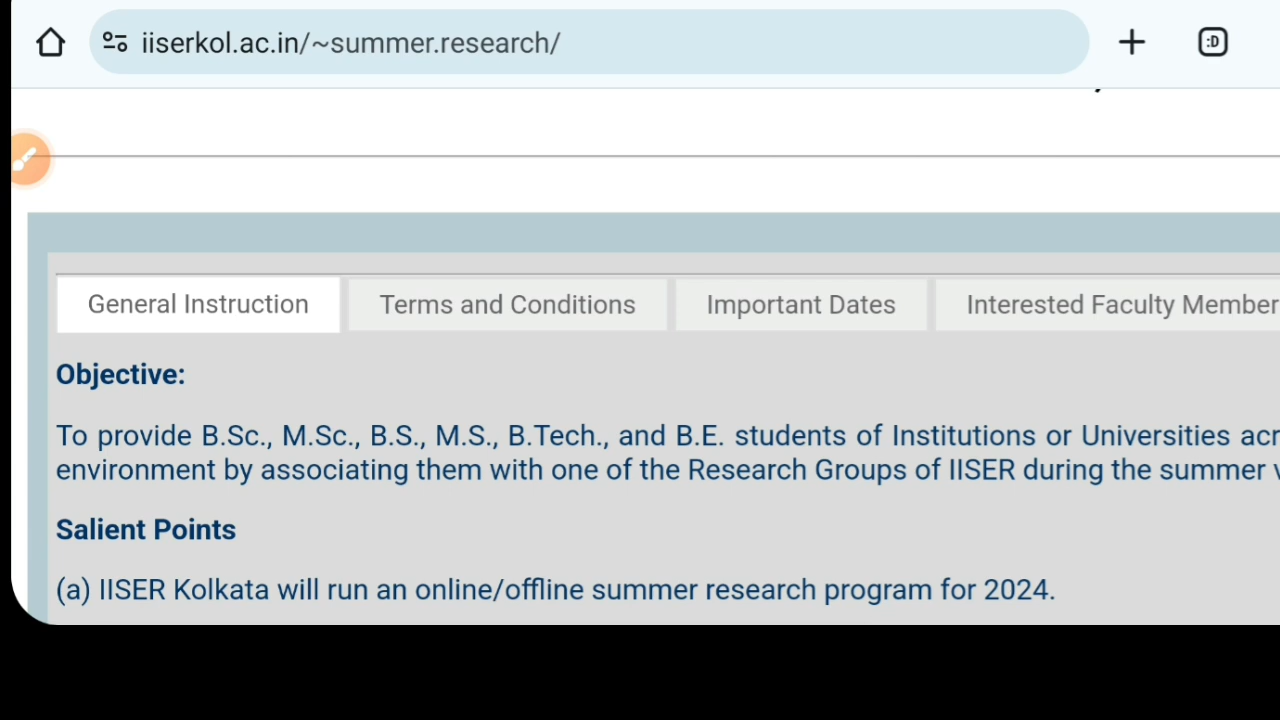 iiserkol.ac.in/~summer.research/
:D
General Instruction
Terms and Conditions
Important Dates
Interested Faculty Member
Objective:
To provide B.Sc., M.Sc., B.S., M.S., B.Tech., and B.E. students of Institutions or Universities acr
environment by associating them with one of the Research Groups of IISER during the summer v
Salient Points
(a) IISER Kolkata will run an online/offline summer research program for 2024.